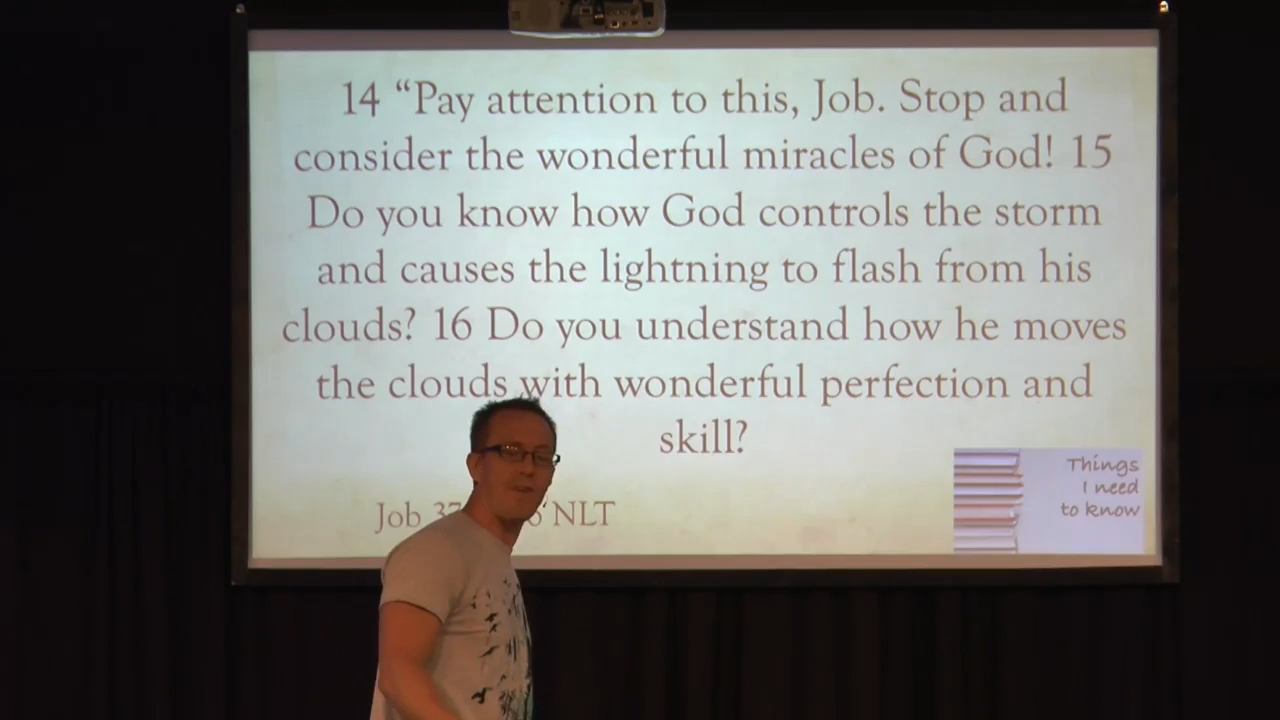 14 “Pay attention to this, Job. Stop and
consider the wonderful miracles of God! 15
Do you know how God controls the storm
and causes the lightning to flash from his
clouds? 16 Do you understand how he moves
the clouds with wonderful perfection and
skill?
Job NLT
Things
I need
to know